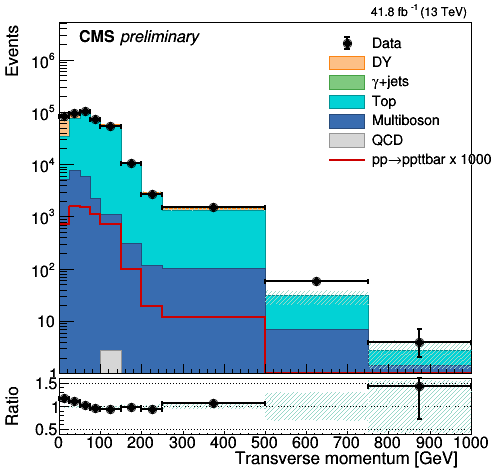 41.8 fb⁻¹ (13 TeV)
CMS preliminary
Events
Data
DY
γ+jets
Top
Multiboson
QCD
pp→ppttbar x 1000
10⁶
10⁵
10⁴
10³
10²
10
1
Ratio
1.5
1
0.5
0 100 200 300 400 500 600 700 800 900 1000
Transverse momentum [GeV]